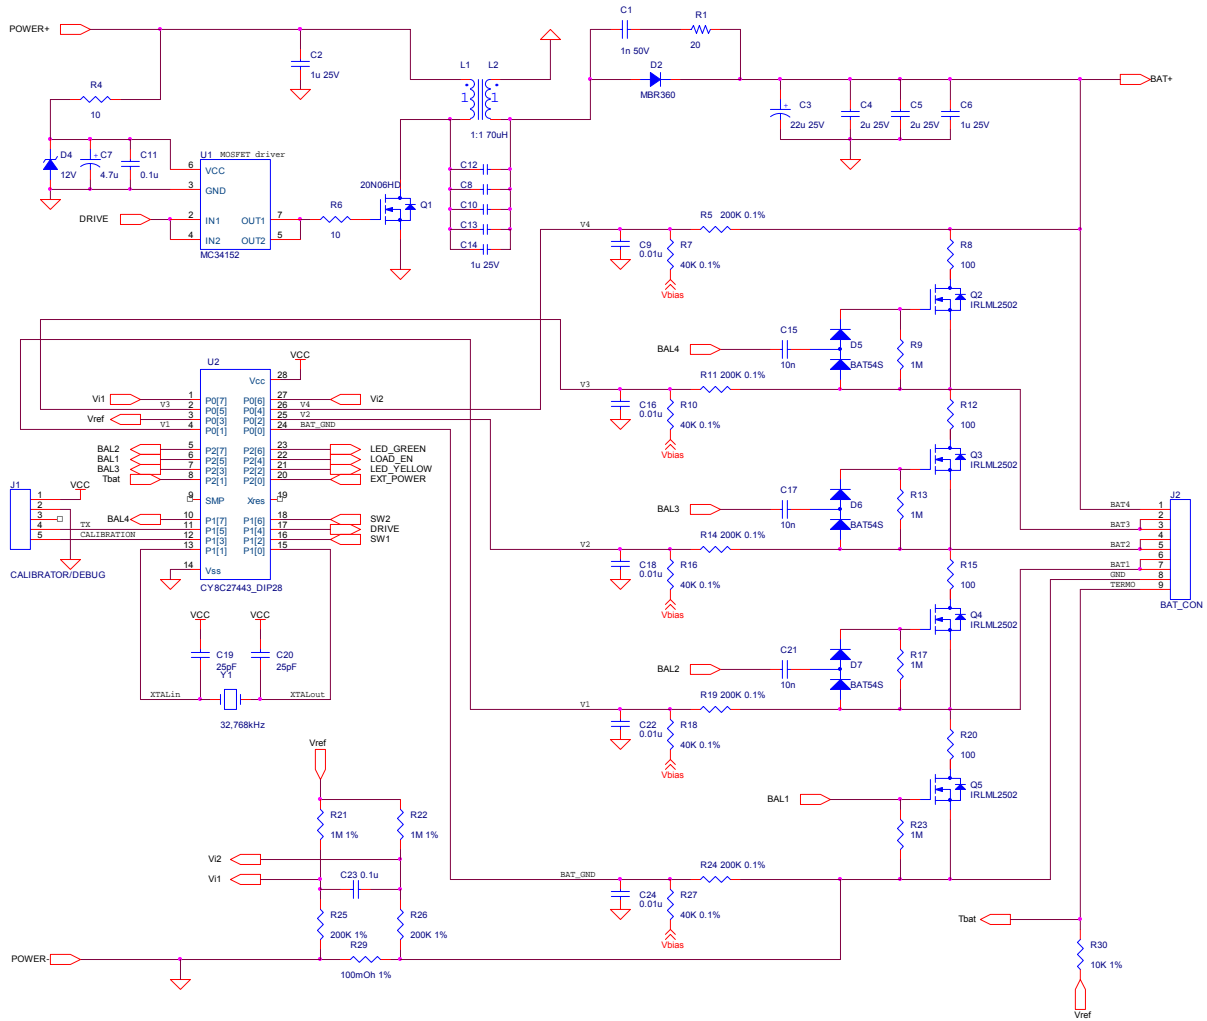 POWER+
R4
10
C2
1u 25V
L1
L2
1
1
1:1 70uH
C1
1n 50V
R1
20
D2
MBR360
BAT+
C3
22u 25V
C4
2u 25V
C5
2u 25V
C6
1u 25V
D4
12V
C7
4.7u
C11
0.1u
U1
MOSFET driver
6
VCC
3
GND
2
IN1
4
IN2
OUT1
7
OUT2
5
MC34152
DRIVE
R6
10
20N06HD
Q1
C12
C8
C10
C13
C14
1u 25V
V4
C9
0.01u
R7
40K 0.1%
Vbias
R5 200K 0.1%
R8
100
Q2
IRLML2502
BAL4
C15
10n
D5
BAT54S
R9
1M
V3
C16
0.01u
R10
40K 0.1%
Vbias
R11 200K 0.1%
R12
100
Q3
IRLML2502
BAL3
C17
10n
D6
BAT54S
R13
1M
V2
C18
0.01u
R16
40K 0.1%
Vbias
R14 200K 0.1%
R15
100
Q4
IRLML2502
BAL2
C21
10n
D7
BAT54S
R17
1M
V1
C22
0.01u
R18
40K 0.1%
Vbias
R19 200K 0.1%
R20
100
Q5
IRLML2502
BAL1
R23
1M
BAT_GND
C24
0.01u
R27
40K 0.1%
Vbias
R24 200K 0.1%
U2
VCC
Vcc
28
Vi1
1
P0[7]
P0[6]
27
Vi2
V3
2
P0[5]
P0[4]
26
V4
Vref
3
P0[3]
P0[2]
25
V2
V1
4
P0[1]
P0[0]
24
BAT_GND
BAL2
5
P2[7]
P2[6]
23
LED_GREEN
BAL1
6
P2[5]
P2[4]
22
LOAD_EN
BAL3
7
P2[3]
P2[2]
21
LED_YELLOW
Tbat
8
P2[1]
P2[0]
20
EXT_POWER
9
SMP
Xres
19
BAL4
10
P1[7]
P1[6]
18
SW2
TX
11
P1[5]
P1[4]
17
DRIVE
CALIBRATION
12
P1[3]
P1[2]
16
SW1
13
P1[1]
P1[0]
15
14
Vss
CY8C27443_DIP28
J1
VCC
1
2
3
4
5
CALIBRATOR/DEBUG
VCC
VCC
C19
25pF
C20
25pF
Y1
XTALin
XTALout
32,768kHz
Vref
R21
1M 1%
R22
1M 1%
Vi2
Vi1
C23 0.1u
R25
200K 1%
R26
200K 1%
R29
100mOh 1%
POWER-
J2
BAT4
1
2
BAT3
3
4
BAT2
5
6
BAT1
7
GND
8
TERMO
9
BAT_CON
Tbat
R30
10K 1%
Vref